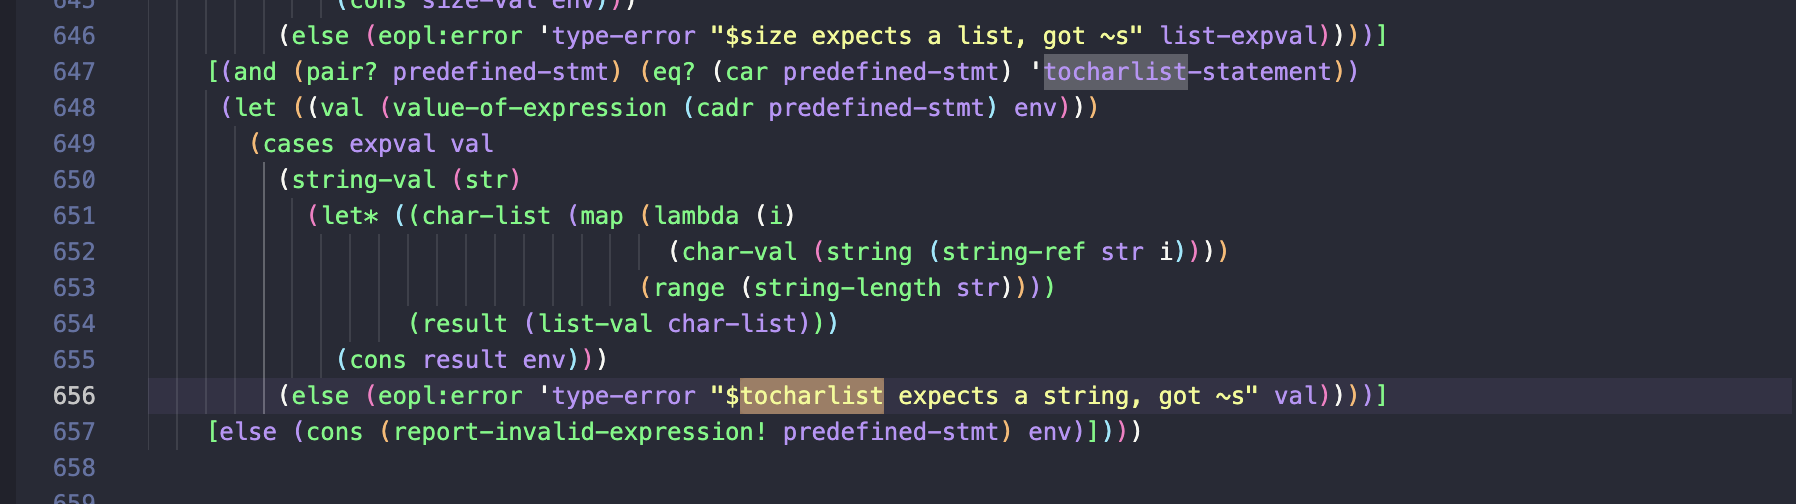 645 (cons size-val env)))
646 (else (eopl:error 'type-error "$size expects a list, got ~s" list-expval))))]
647 [(and (pair? predefined-stmt) (eq? (car predefined-stmt) 'tocharlist-statement))
648 (let ((val (value-of-expression (cadr predefined-stmt) env)))
649 (cases expval val
650 (string-val (str)
651 (let* ((char-list (map (lambda (i)
652 (char-val (string (string-ref str i))))
653 (range (string-length str))))
654 (result (list-val char-list)))
655 (cons result env)))
656 (else (eopl:error 'type-error "$tocharlist expects a string, got ~s" val))))]
657 [else (cons (report-invalid-expression! predefined-stmt) env)])))
658
659